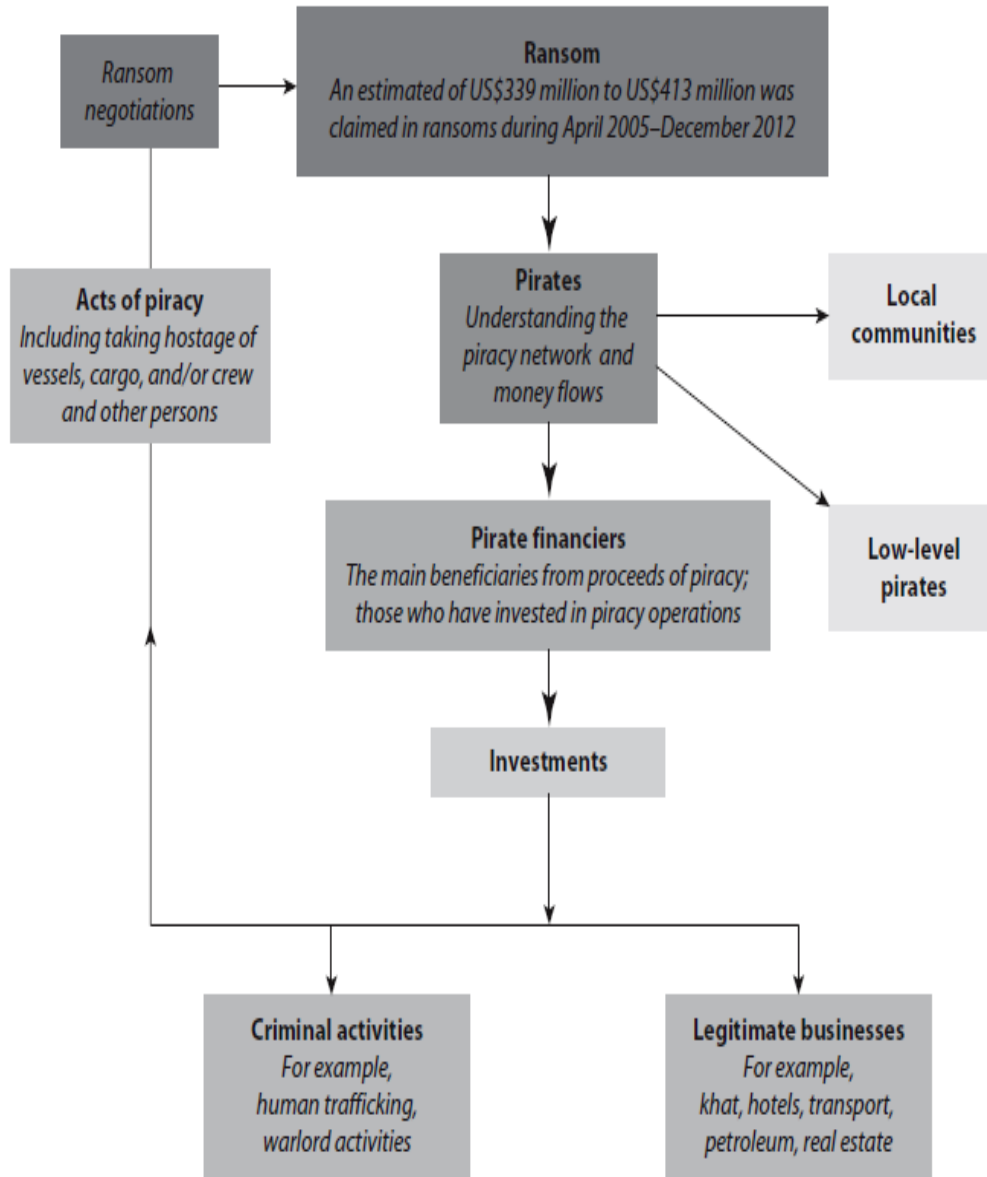 Ransom
negotiations
Ransom
An estimated of US$339 million to US$413 million was
claimed in ransoms during April 2005–December 2012
Acts of piracy
Including taking hostage of
vessels, cargo, and/or crew
and other persons
Pirates
Understanding the
piracy network and
money flows
Local
communities
Low-level
pirates
Pirate financiers
The main beneficiaries from proceeds of piracy;
those who have invested in piracy operations
Investments
Criminal activities
For example,
human trafficking,
warlord activities
Legitimate businesses
For example,
khat, hotels, transport,
petroleum, real estate